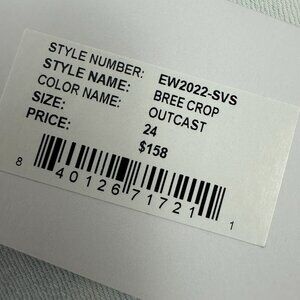 STYLE NUMBER: EW2022-SVS
STYLE NAME: BREE CROP
COLOR NAME: OUTCAST
SIZE: 24
PRICE: $158
8 40126 71721 1